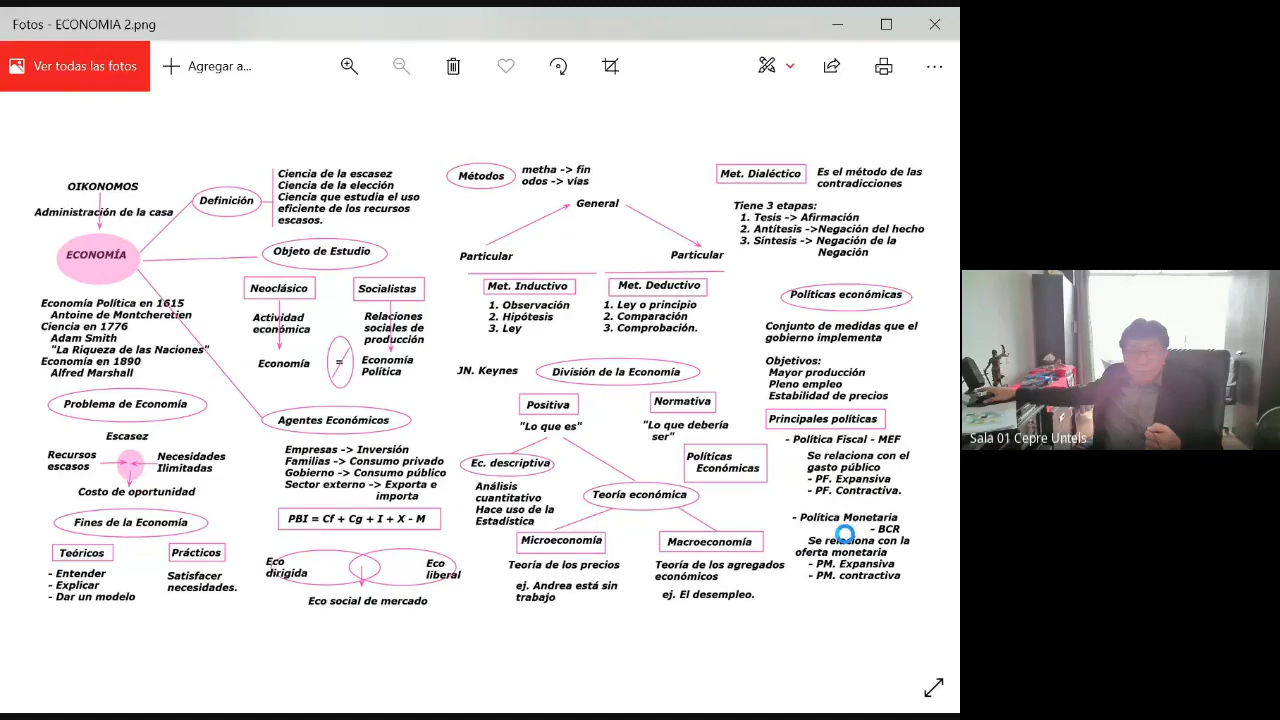 Fotos - ECONOMIA 2.png
Ver todas las fotos
Agregar a...
OIKONOMOS
Administración de la casa
ECONOMÍA
Definición
Ciencia de la escasez
Ciencia de la elección
Ciencia que estudia el uso
eficiente de los recursos
escasos.
Objeto de Estudio
Neoclásico
Socialistas
Actividad
económica
Relaciones
sociales de
producción
Economía
=
Economía
Política
Economía Política en 1615
Antoine de Montcheretien
Ciencia en 1776
Adam Smith
"La Riqueza de las Naciones"
Economía en 1890
Alfred Marshall
Problema de Economía
Escasez
Recursos
escasos
Necesidades
Ilimitadas
Costo de oportunidad
Fines de la Economía
Teóricos
Prácticos
- Entender
- Explicar
- Dar un modelo
Satisfacer
necesidades.
Agentes Económicos
Empresas -> Inversión
Familias -> Consumo privado
Gobierno -> Consumo público
Sector externo -> Exporta e
importa
PBI = Cf + Cg + I + X - M
Eco
dirigida
Eco
liberal
Eco social de mercado
Métodos
metha -> fin
odos -> vías
General
Particular
Particular
Met. Inductivo
Met. Deductivo
1. Observación
2. Hipótesis
3. Ley
1. Ley o principio
2. Comparación
3. Comprobación.
JN. Keynes
División de la Economía
Positiva
Normativa
"Lo que es"
"Lo que debería
ser"
Ec. descriptiva
Políticas
Económicas
Análisis
cuantitativo
Hace uso de la
Estadística
Teoría económica
Microeconomía
Macroeconomía
Teoría de los precios
Teoría de los agregados
económicos
ej. Andrea está sin
trabajo
ej. El desempleo.
Met. Dialéctico
Es el método de las
contradicciones
Tiene 3 etapas:
1. Tesis -> Afirmación
2. Antítesis ->Negación del hecho
3. Síntesis -> Negación de la
Negación
Políticas económicas
Conjunto de medidas que el
gobierno implementa
Objetivos:
Mayor producción
Pleno empleo
Estabilidad de precios
Principales políticas
- Política Fiscal - MEF
Se relaciona con el
gasto público
- PF. Expansiva
- PF. Contractiva.
- Política Monetaria
- BCR
Se relaciona con la
oferta monetaria
- PM. Expansiva
- PM. contractiva
Sala 01 Cepre Untels